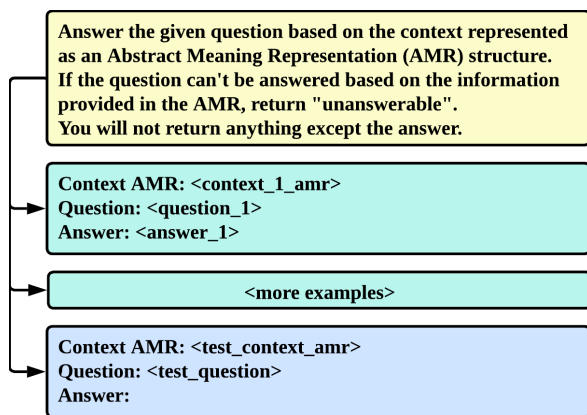 Answer the given question based on the context represented
as an Abstract Meaning Representation (AMR) structure.
If the question can't be answered based on the information
provided in the AMR, return "unanswerable".
You will not return anything except the answer.
Context AMR: <context_1_amr>
Question: <question_1>
Answer: <answer_1>
<more examples>
Context AMR: <test_context_amr>
Question: <test_question>
Answer: